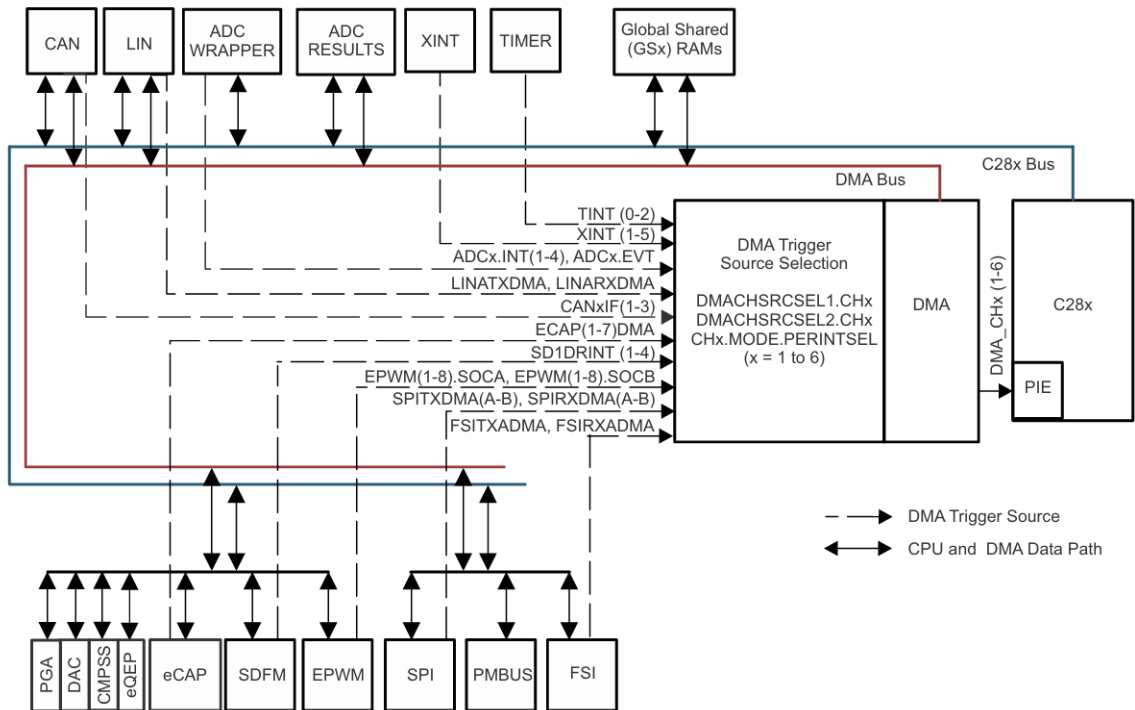 CAN
LIN
ADC
WRAPPER
ADC
RESULTS
XINT
TIMER
Global Shared
(GSx) RAMs
C28x Bus
DMA Bus
TINT (0-2)
XINT (1-5)
ADCx.INT(1-4), ADCx.EVT
LINATXDMA, LINARXDMA
CANxIF(1-3)
ECAP(1-7)DMA
SD1DRINT (1-4)
EPWM(1-8).SOCA, EPWM(1-8).SOCB
SPITXDMA(A-B), SPIRXDMA(A-B)
FSITXADMA, FSIRXADMA
DMA Trigger
Source Selection
DMACHSRCSEL1.CHx
DMACHSRCSEL2.CHx
CHx.MODE.PERINTSEL
(x = 1 to 6)
DMA
DMA_CHx (1-6)
C28x
PIE
DMA Trigger Source
CPU and DMA Data Path
PGA
DAC
CMPSS
eQEP
eCAP
SDFM
EPWM
SPI
PMBUS
FSI